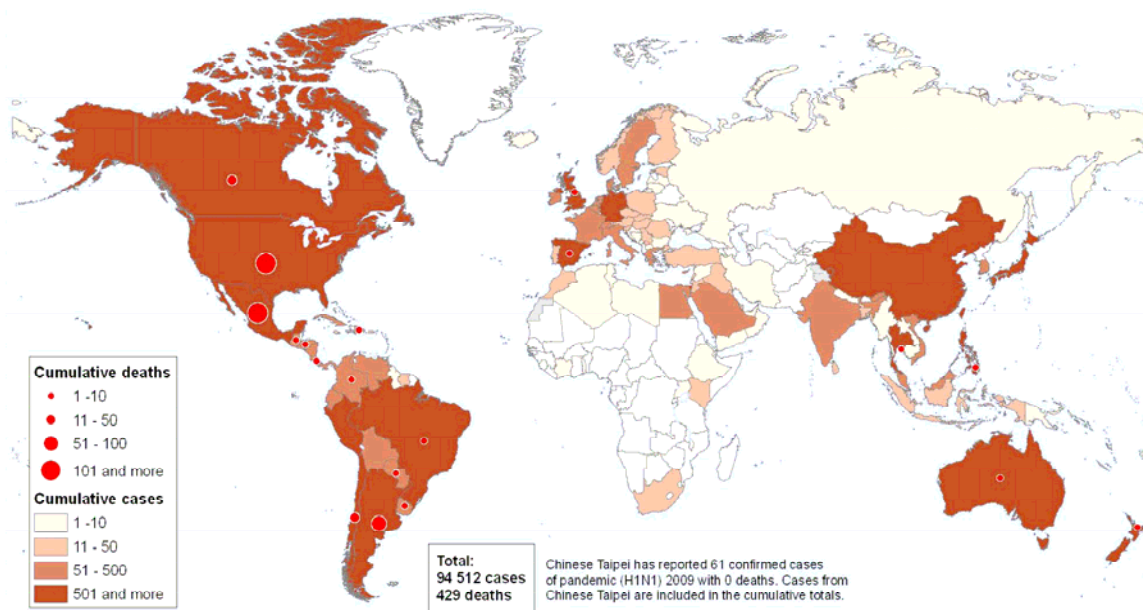 Cumulative deaths
1 -10
11 - 50
51 - 100
101 and more
Cumulative cases
1 - 10
11 - 50
51 - 500
501 and more
Total:
94 512 cases
429 deaths
Chinese Taipei has reported 61 confirmed cases
of pandemic (H1N1) 2009 with 0 deaths. Cases from
Chinese Taipei are included in the cumulative totals.